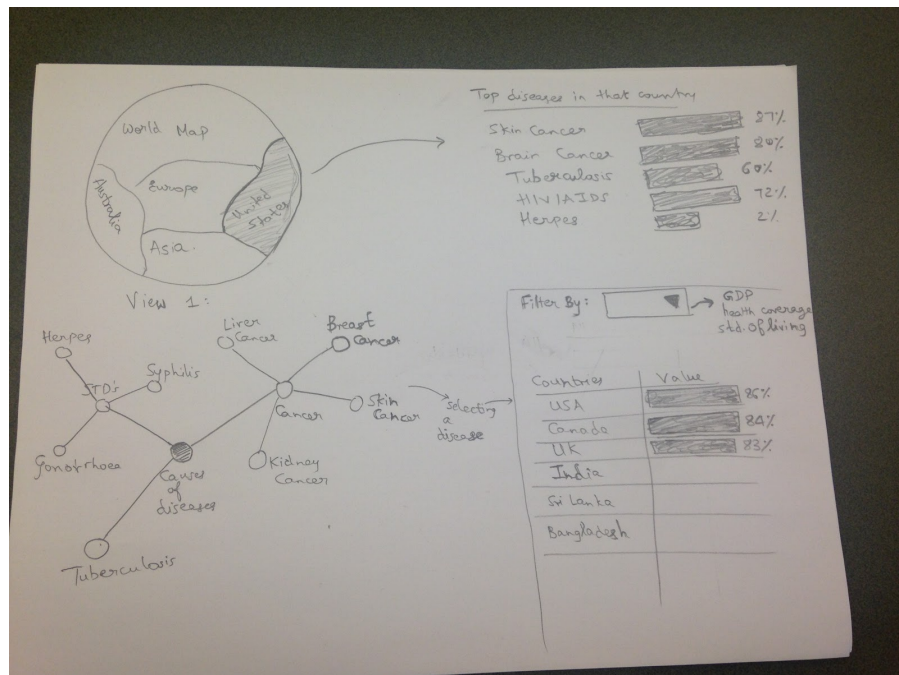 World Map
Europe
Australia
United
States
Asia.
View 1:
Top diseases in that country
Skin Cancer 87%
Brain Cancer 80%
Tuberculasis 60%
HIV/AIDS 72%
Herpes 2%
Herpes
STD's
Syphilis
Gonorrhoea
Causes
of
diseases
Tuberculosis
Liver
Cancer
Breast
Cancer
Cancer
Skin
Cancer
Kidney
Cancer
selecting
a
disease
Filter By:
GDP
health coverage
std. of living
Countries Value
USA 86%
Canada 84%
UK 83%
India
Sri Lanka
Bangladesh